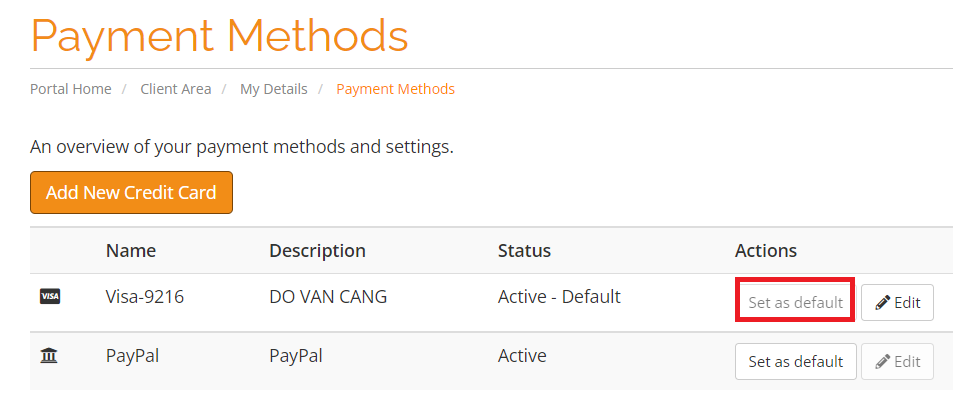 Payment Methods
Portal Home / Client Area / My Details / Payment Methods
An overview of your payment methods and settings.
Add New Credit Card
Name Description Status Actions
VISA Visa-9216 DO VAN CANG Active - Default Set as default Edit
PayPal PayPal Active Set as default Edit